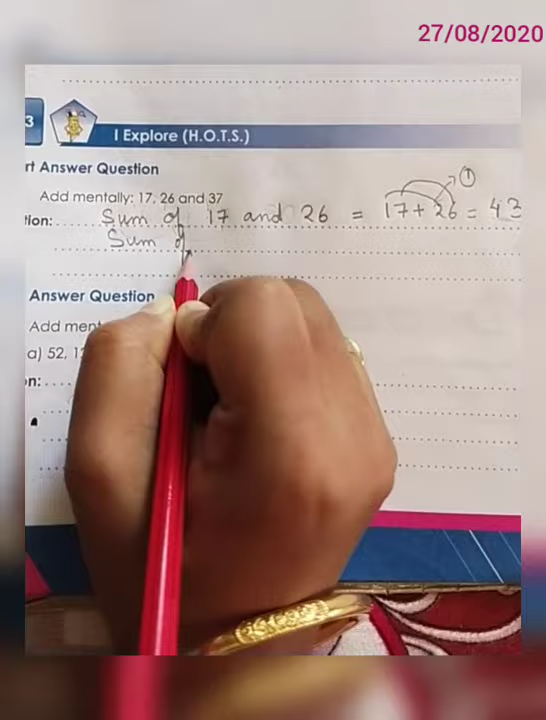 27/08/2020
3
I Explore (H.O.T.S.)
rt Answer Question
Add mentally: 17, 26 and 37
tion: Sum of 17 and 26 = 17+26 = 43
1
Sum of
Answer Question
Add men
a) 52, 1
n: